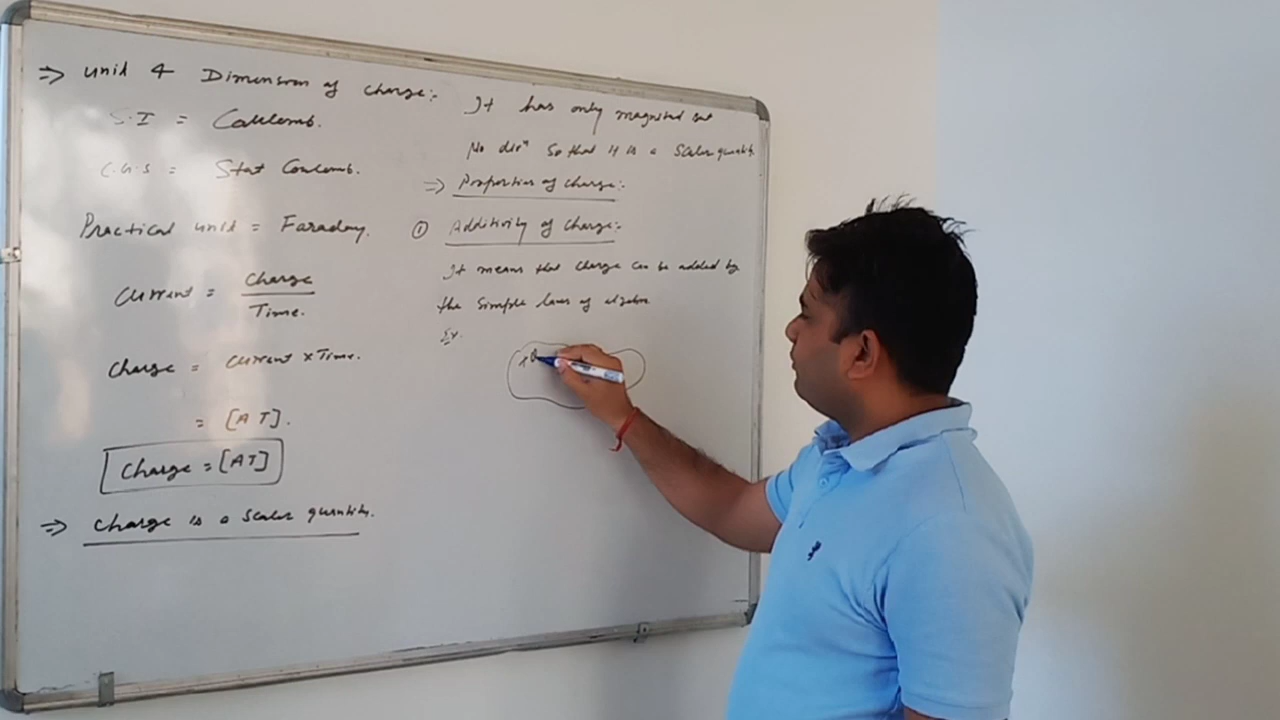 ⇒ Unit & Dimension of Charge:-
S.I = Coulomb.
C.G.S = Stat Coulomb.
Practical unit = Faraday.
Current = Charge / Time.
Charge = Current × Time.
= [A T].
Charge = [AT]
⇒ Charge is a Scalar quantity.
It has only magnitud but
No dirⁿ So that it is a Scalar quantity
⇒ Properties of Charge:-
① Additivity of Charge:-
It means that Charge Can be added by
the Simple laws of algebra
Ex.